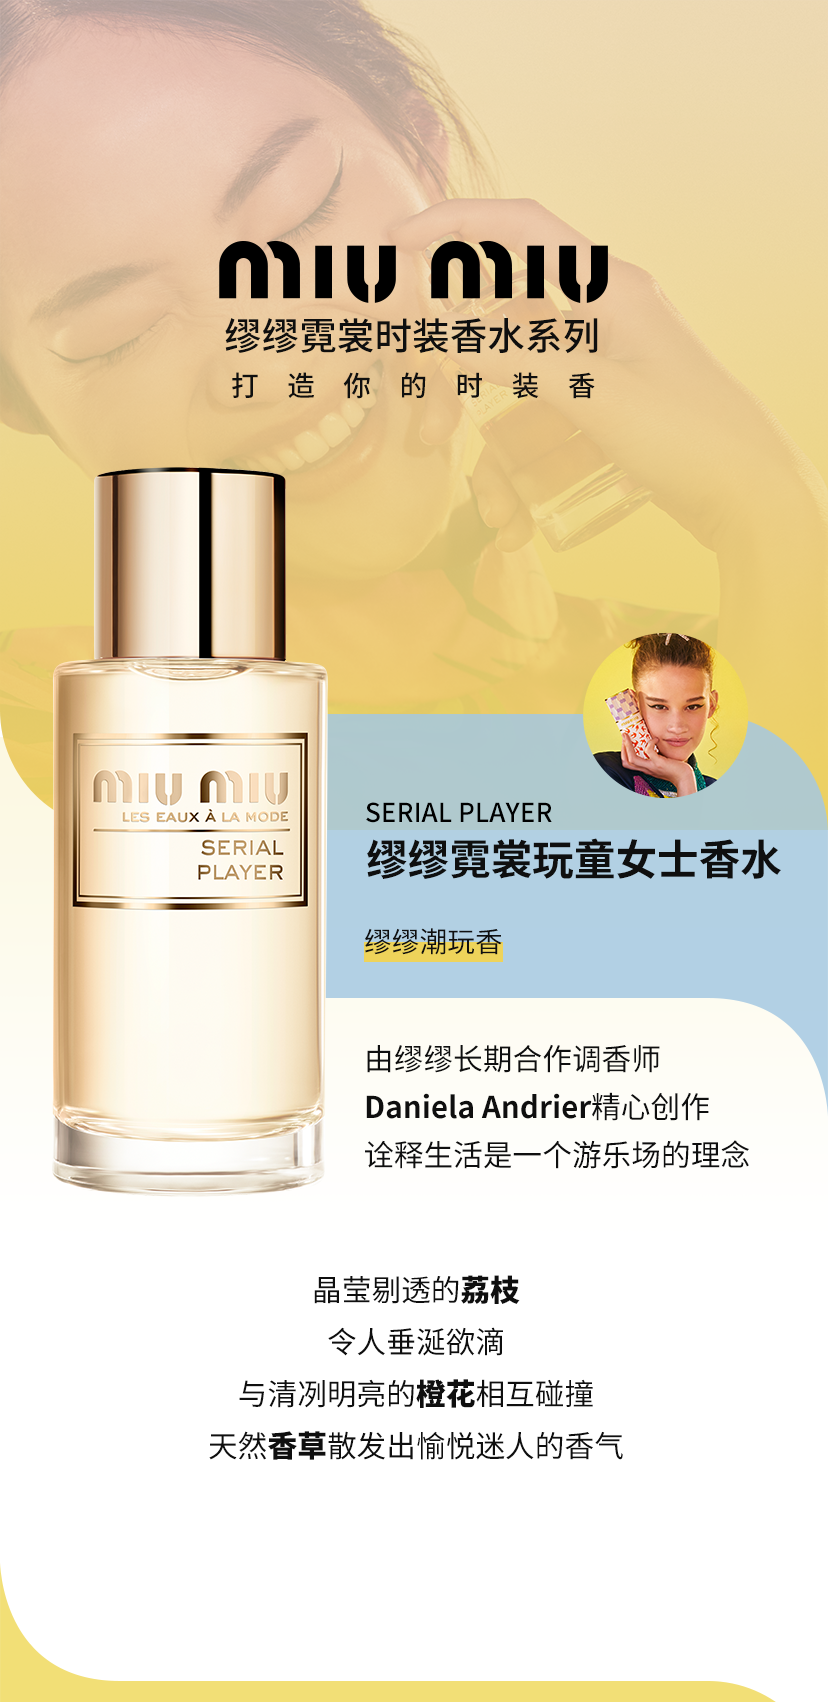 MIU MIU
缪缪霓裳时装香水系列
打造你的时装香
MIU MIU
LES EAUX À LA MODE
SERIAL
PLAYER
SERIAL PLAYER
缪缪霓裳玩童女士香水
缪缪潮玩香
由缪缪长期合作调香师
Daniela Andrier精心创作
诠释生活是一个游乐场的理念
晶莹剔透的荔枝
令人垂涎欲滴
与清冽明亮的橙花相互碰撞
天然香草散发出愉悦迷人的香气